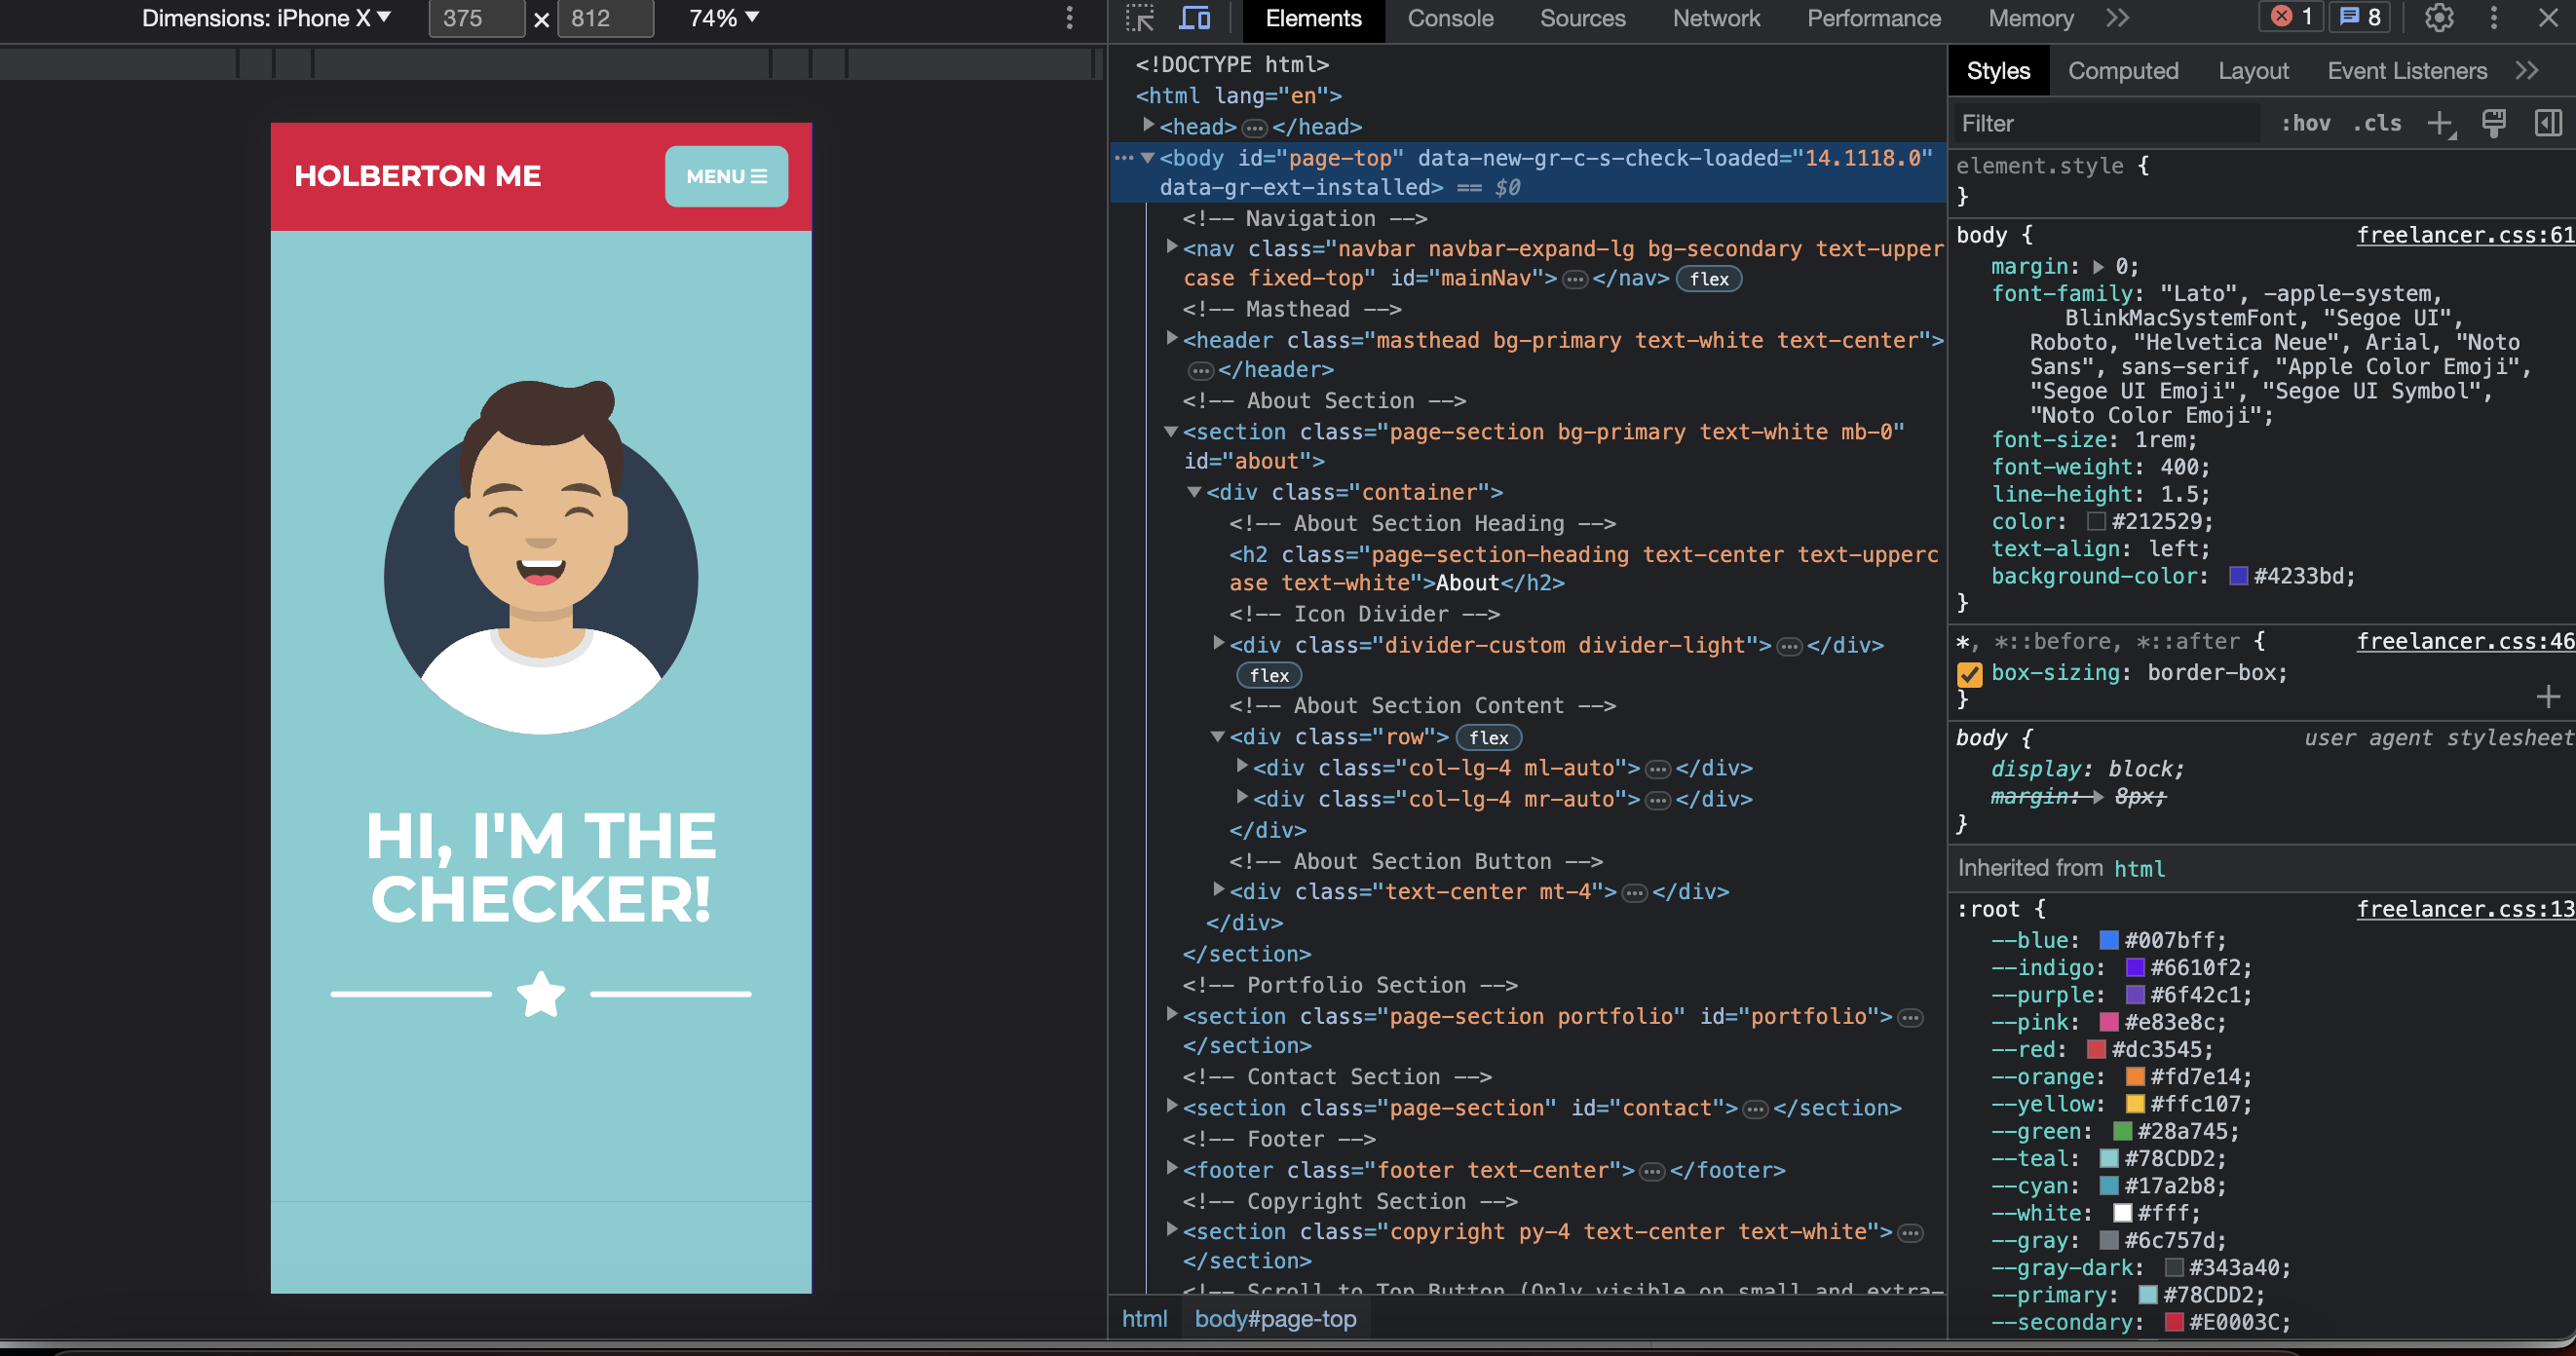 Dimensions: iPhone X ▼ 375 × 812 74% ▼
Elements Console Sources Network Performance Memory >> 1 8
HOLBERTON ME
MENU ☰
HI, I'M THE
CHECKER!
<!DOCTYPE html>
<html lang="en">
<head>…</head>
<body id="page-top" data-new-gr-c-s-check-loaded="14.1118.0"
data-gr-ext-installed> == $0
<!-- Navigation -->
<nav class="navbar navbar-expand-lg bg-secondary text-upper
case fixed-top" id="mainNav">…</nav> flex
<!-- Masthead -->
<header class="masthead bg-primary text-white text-center">
…</header>
<!-- About Section -->
<section class="page-section bg-primary text-white mb-0"
id="about">
<div class="container">
<!-- About Section Heading -->
<h2 class="page-section-heading text-center text-upperc
ase text-white">About</h2>
<!-- Icon Divider -->
<div class="divider-custom divider-light">…</div>
flex
<!-- About Section Content -->
<div class="row"> flex
<div class="col-lg-4 ml-auto">…</div>
<div class="col-lg-4 mr-auto">…</div>
</div>
<!-- About Section Button -->
<div class="text-center mt-4">…</div>
</div>
</section>
<!-- Portfolio Section -->
<section class="page-section portfolio" id="portfolio">…
</section>
<!-- Contact Section -->
<section class="page-section" id="contact">…</section>
<!-- Footer -->
<footer class="footer text-center">…</footer>
<!-- Copyright Section -->
<section class="copyright py-4 text-center text-white">…
</section>
<!-- Scroll to Top Button (Only visible on small and extra-
html body#page-top
Styles Computed Layout Event Listeners >>
Filter :hov .cls
element.style {
}
body { freelancer.css:61
margin: ▶ 0;
font-family: "Lato", -apple-system,
BlinkMacSystemFont, "Segoe UI",
Roboto, "Helvetica Neue", Arial, "Noto
Sans", sans-serif, "Apple Color Emoji",
"Segoe UI Emoji", "Segoe UI Symbol",
"Noto Color Emoji";
font-size: 1rem;
font-weight: 400;
line-height: 1.5;
color: #212529;
text-align: left;
background-color: #4233bd;
}
*, *::before, *::after { freelancer.css:46
box-sizing: border-box;
}
body { user agent stylesheet
display: block;
margin: ▶ 8px;
}
Inherited from html
:root { freelancer.css:13
--blue: #007bff;
--indigo: #6610f2;
--purple: #6f42c1;
--pink: #e83e8c;
--red: #dc3545;
--orange: #fd7e14;
--yellow: #ffc107;
--green: #28a745;
--teal: #78CDD2;
--cyan: #17a2b8;
--white: #fff;
--gray: #6c757d;
--gray-dark: #343a40;
--primary: #78CDD2;
--secondary: #E0003C;